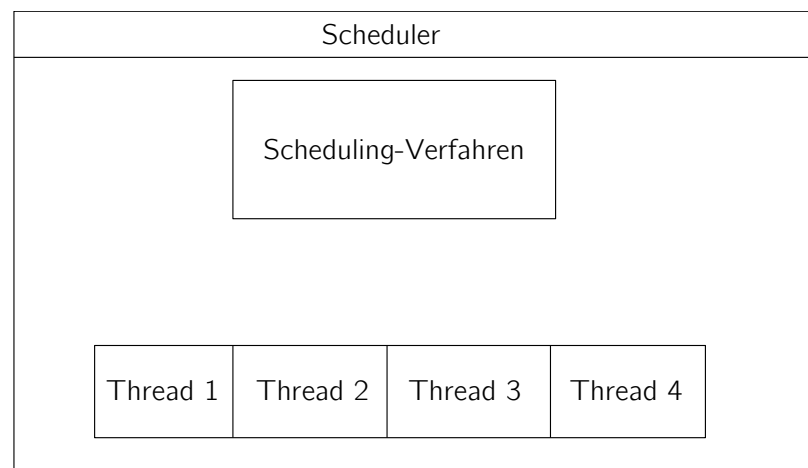 Scheduler
Scheduling-Verfahren
Thread 1 Thread 2 Thread 3 Thread 4